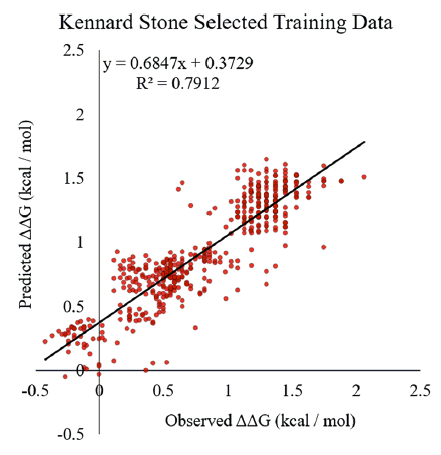 Kennard Stone Selected Training Data
2.5
y = 0.6847x + 0.3729
R² = 0.7912
2
1.5
1
0.5
0
-0.5
Predicted ΔΔG (kcal / mol)
-0.5 0 0.5 1 1.5 2 2.5
Observed ΔΔG (kcal / mol)